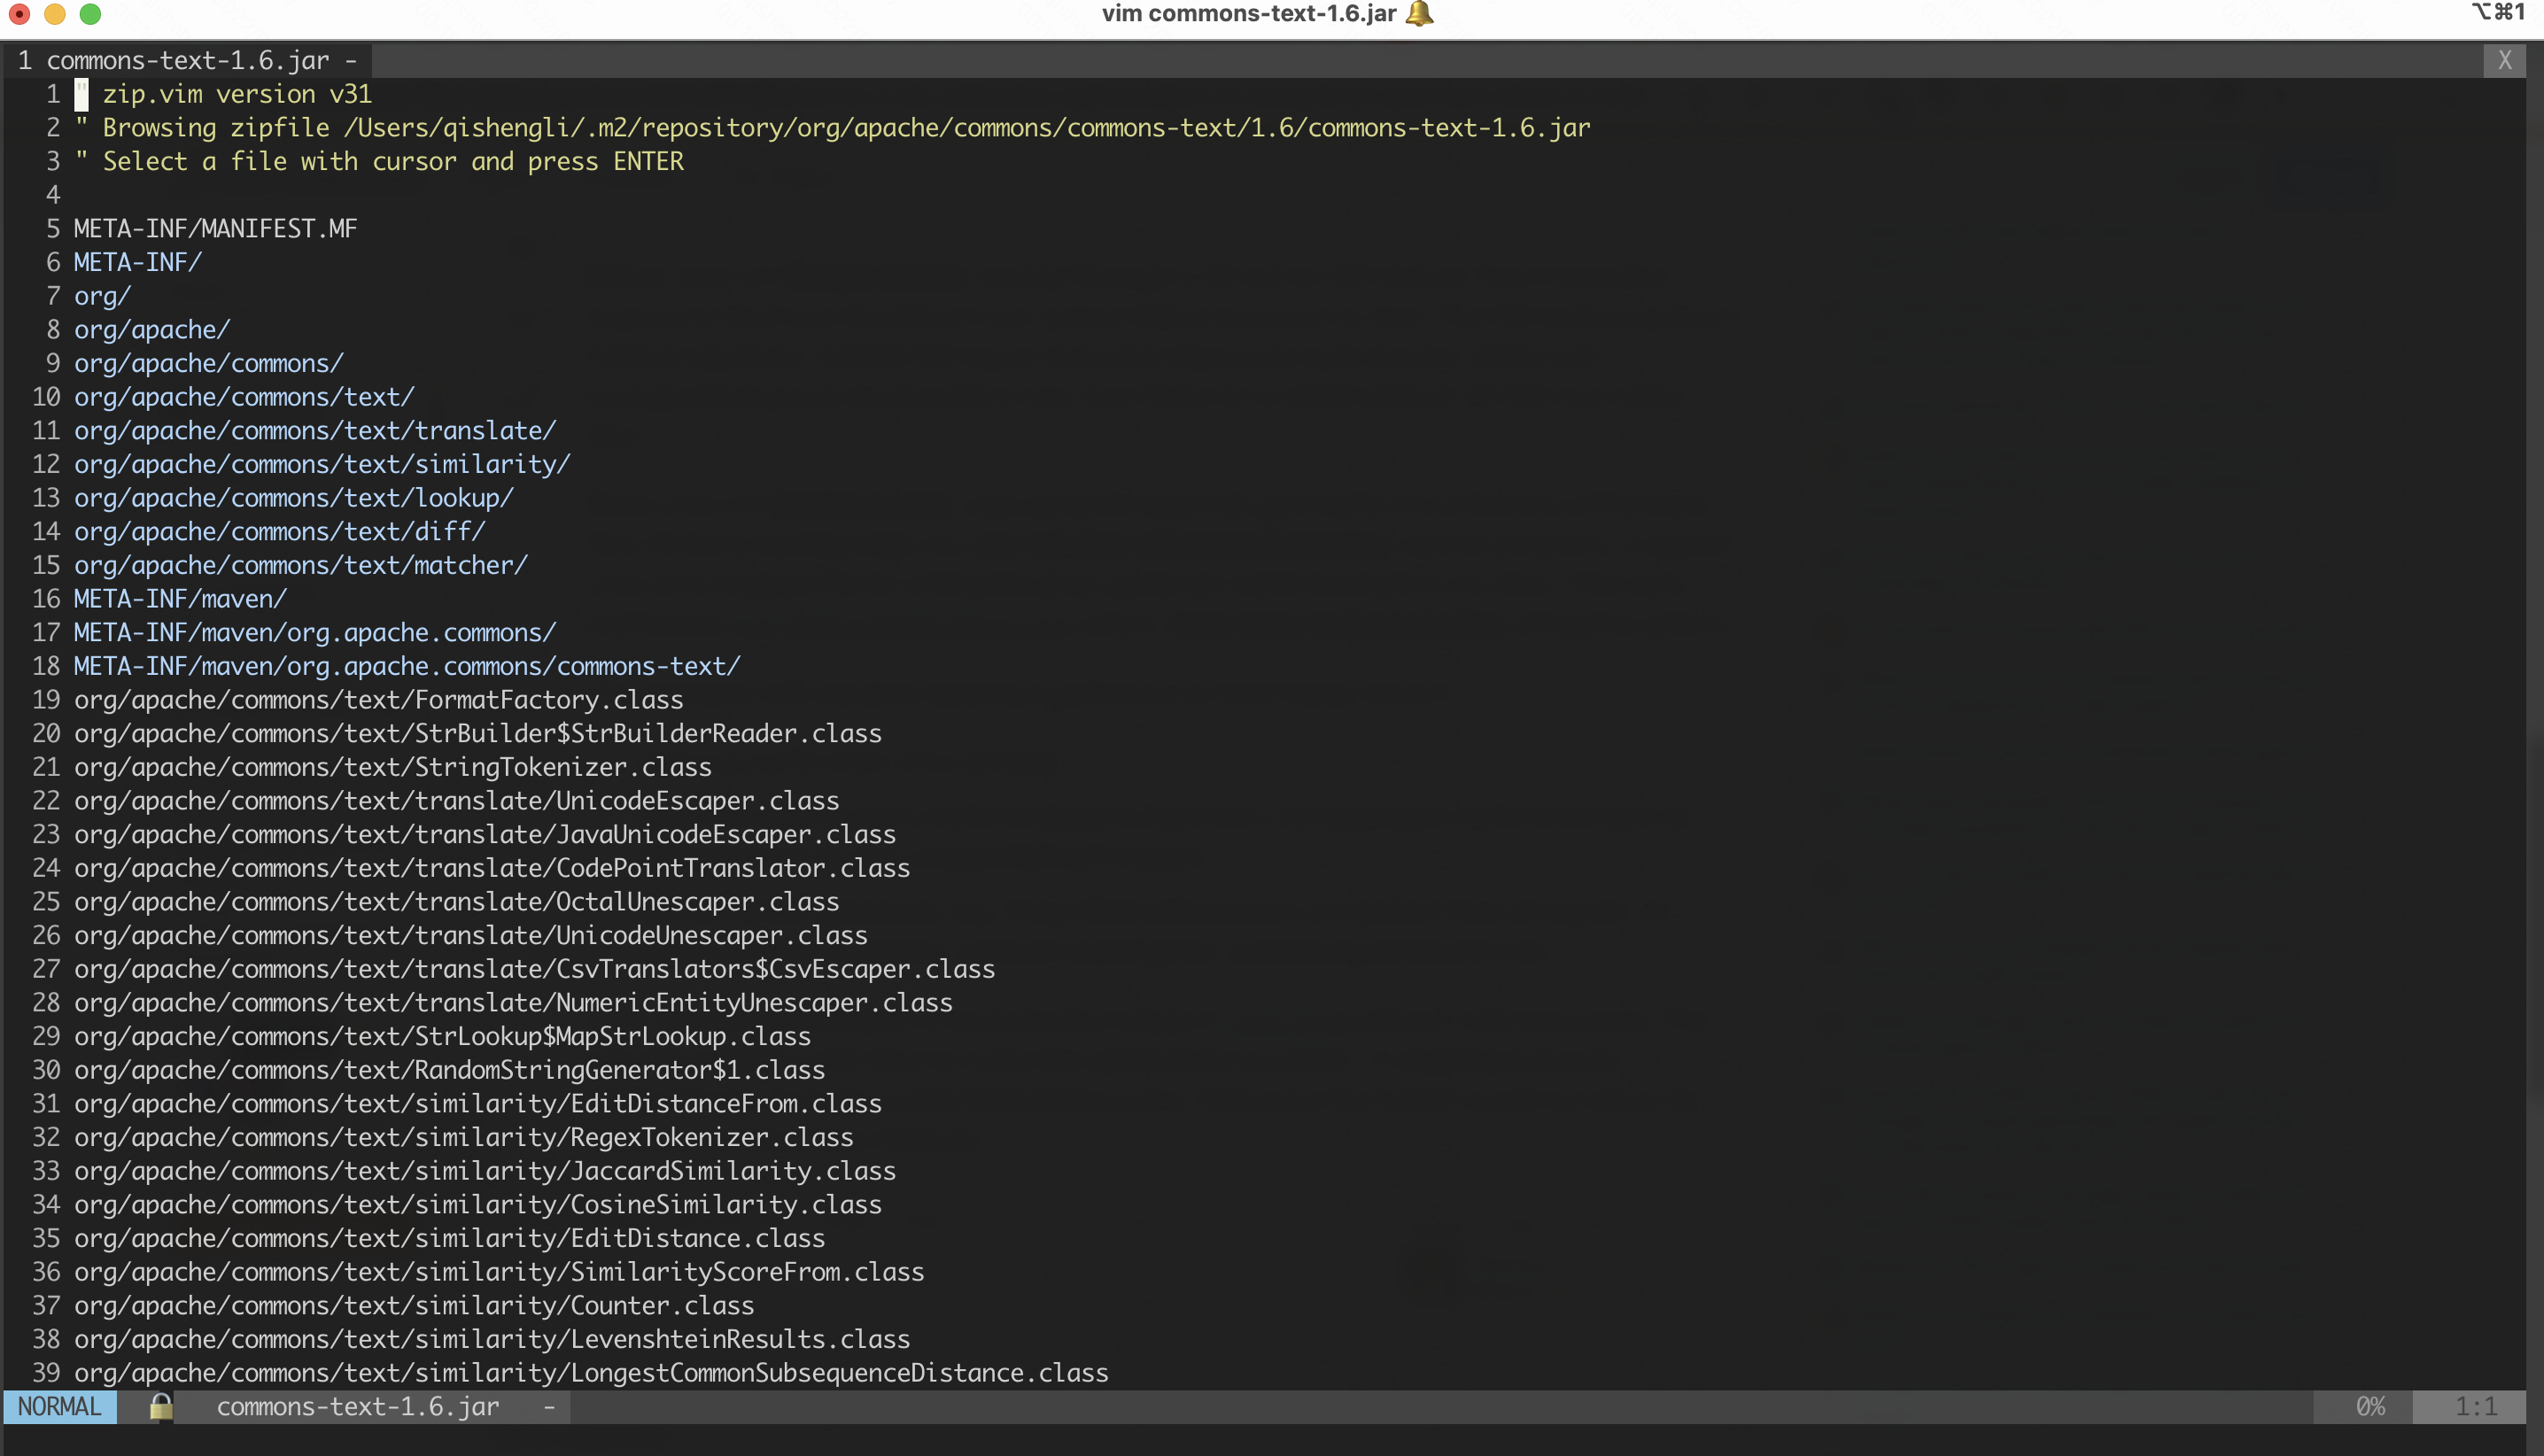 vim commons-text-1.6.jar 🔔 ⌥⌘1
1 commons-text-1.6.jar - X
1 " zip.vim version v31
2 " Browsing zipfile /Users/qishengli/.m2/repository/org/apache/commons/commons-text/1.6/commons-text-1.6.jar
3 " Select a file with cursor and press ENTER
4
5 META-INF/MANIFEST.MF
6 META-INF/
7 org/
8 org/apache/
9 org/apache/commons/
10 org/apache/commons/text/
11 org/apache/commons/text/translate/
12 org/apache/commons/text/similarity/
13 org/apache/commons/text/lookup/
14 org/apache/commons/text/diff/
15 org/apache/commons/text/matcher/
16 META-INF/maven/
17 META-INF/maven/org.apache.commons/
18 META-INF/maven/org.apache.commons/commons-text/
19 org/apache/commons/text/FormatFactory.class
20 org/apache/commons/text/StrBuilder$StrBuilderReader.class
21 org/apache/commons/text/StringTokenizer.class
22 org/apache/commons/text/translate/UnicodeEscaper.class
23 org/apache/commons/text/translate/JavaUnicodeEscaper.class
24 org/apache/commons/text/translate/CodePointTranslator.class
25 org/apache/commons/text/translate/OctalUnescaper.class
26 org/apache/commons/text/translate/UnicodeUnescaper.class
27 org/apache/commons/text/translate/CsvTranslators$CsvEscaper.class
28 org/apache/commons/text/translate/NumericEntityUnescaper.class
29 org/apache/commons/text/StrLookup$MapStrLookup.class
30 org/apache/commons/text/RandomStringGenerator$1.class
31 org/apache/commons/text/similarity/EditDistanceFrom.class
32 org/apache/commons/text/similarity/RegexTokenizer.class
33 org/apache/commons/text/similarity/JaccardSimilarity.class
34 org/apache/commons/text/similarity/CosineSimilarity.class
35 org/apache/commons/text/similarity/EditDistance.class
36 org/apache/commons/text/similarity/SimilarityScoreFrom.class
37 org/apache/commons/text/similarity/Counter.class
38 org/apache/commons/text/similarity/LevenshteinResults.class
39 org/apache/commons/text/similarity/LongestCommonSubsequenceDistance.class
NORMAL 🔒 commons-text-1.6.jar - 0% 1:1